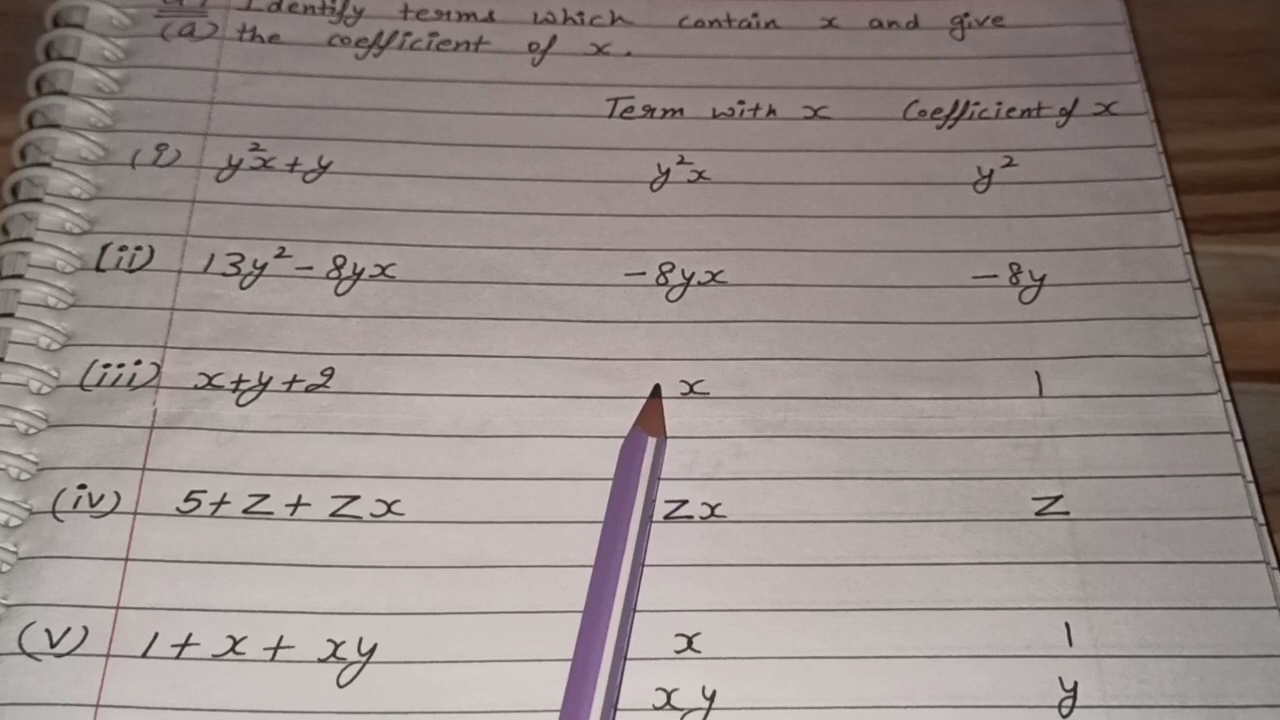 Identify terms which contain x and give
(a) the coefficient of x.
Term with x Coefficient of x
(i) y²x + y y²x y²
(ii) 13y² - 8yx - 8yx - 8y
(iii) x + y + 2 x 1
(iv) 5 + z + zx zx z
(v) 1 + x + xy x 1
xy y